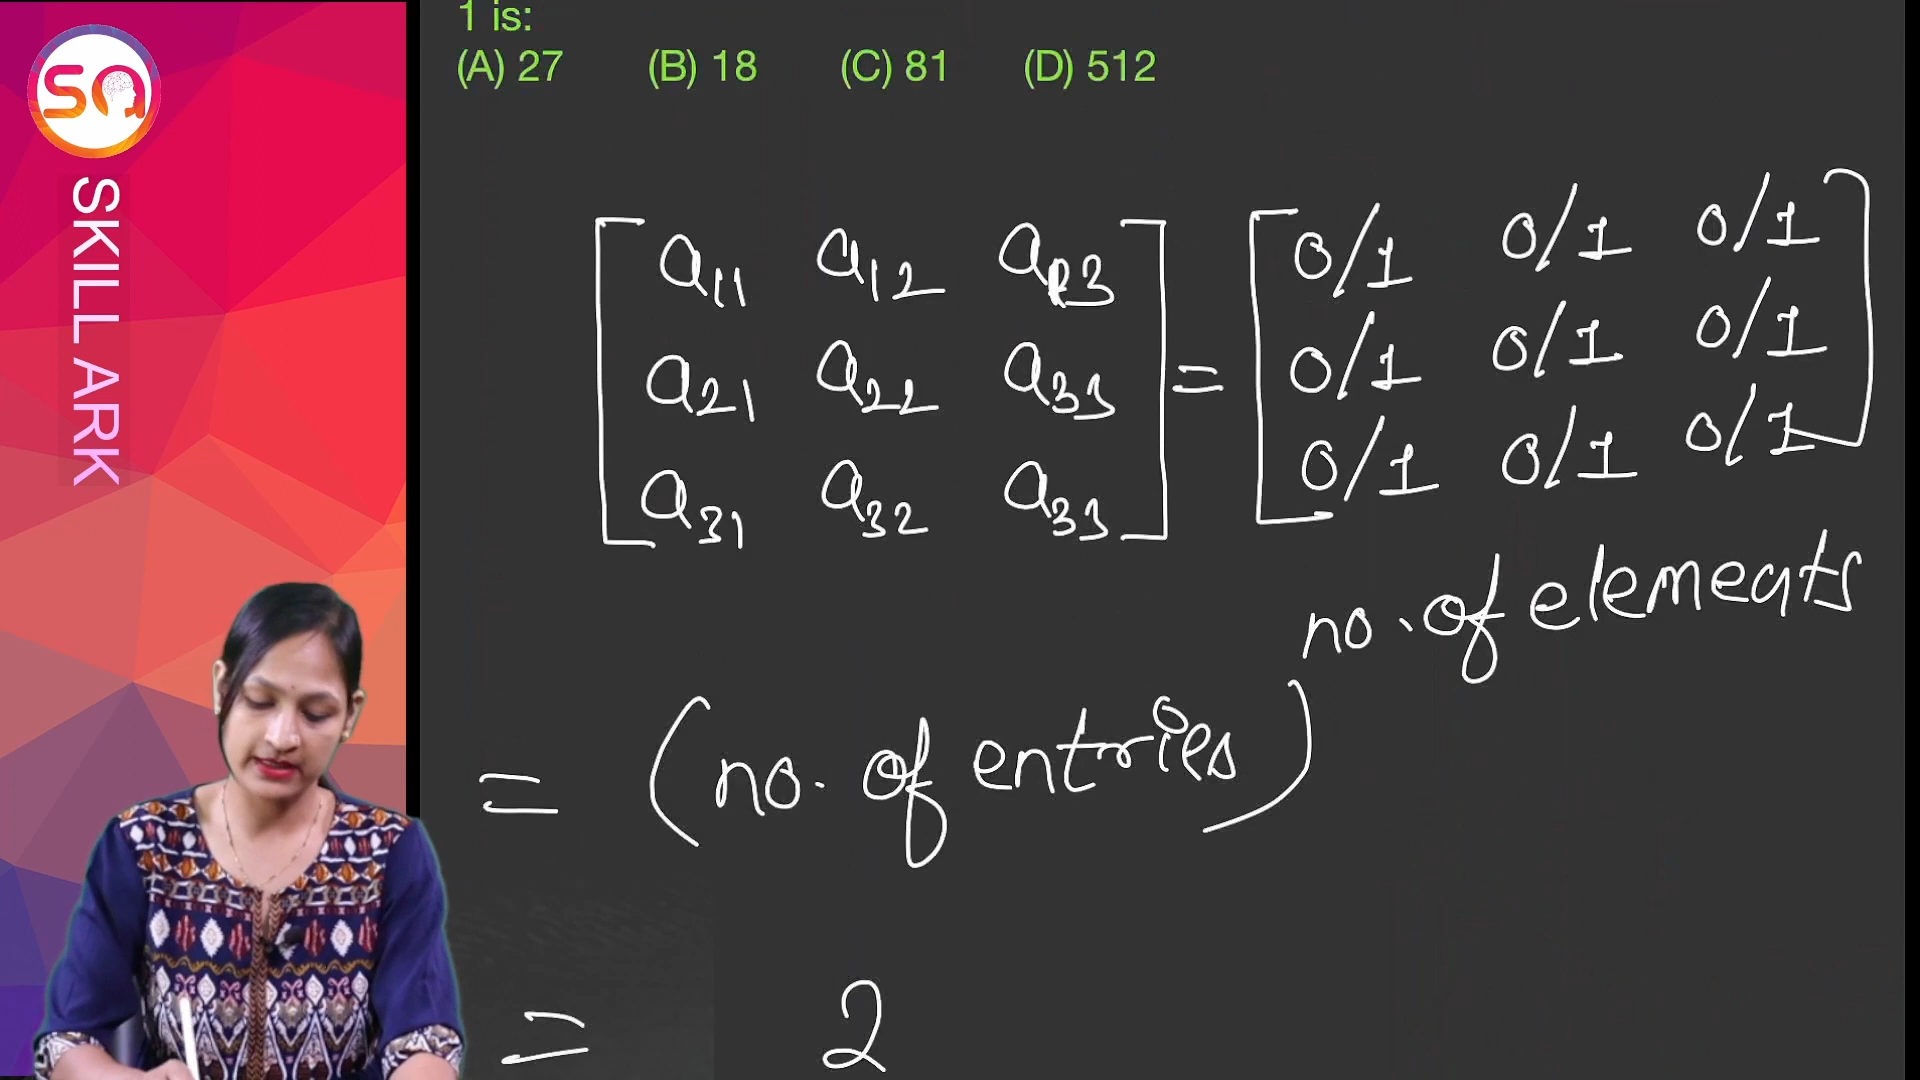 SA
SKILL ARK
1 is:
(A) 27 (B) 18 (C) 81 (D) 512
[ a11 a12 a13 ] = [ 0/1 0/1 0/1 ]
[ a21 a22 a33 ] [ 0/1 0/1 0/1 ]
[ a31 a32 a33 ] [ 0/1 0/1 0/1 ]
no. of elements
= (no. of entries)
= 2